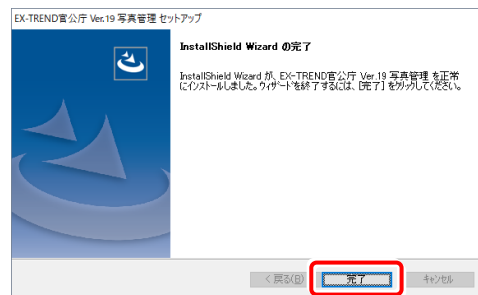 EX-TREND官公庁 Ver.19 写真管理 セットアップ
InstallShield Wizard の完了
InstallShield Wizard が、EX-TREND官公庁 Ver.19 写真管理 を正常
にインストールしました。ウィザードを終了するには、[完了] をクリックしてください。
< 戻る(B)
完了
キャンセル